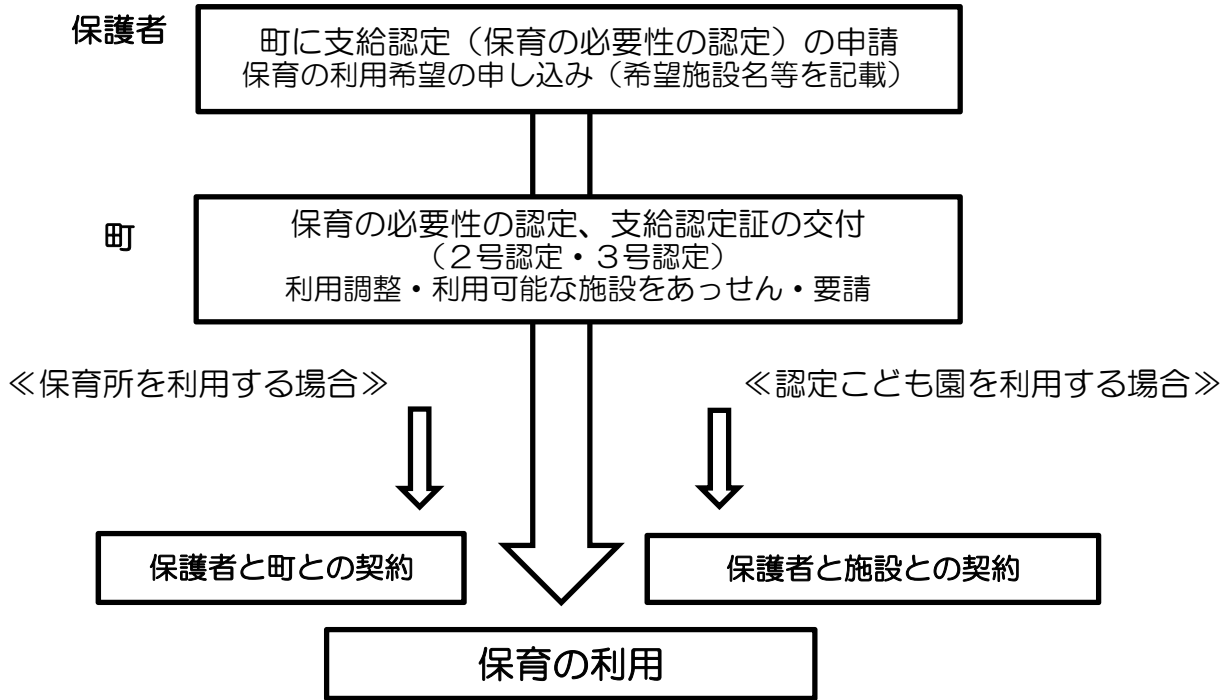 保護者
町に支給認定（保育の必要性の認定）の申請
保育の利用希望の申し込み（希望施設名等を記載）
町
保育の必要性の認定、支給認定証の交付
（２号認定・３号認定）
利用調整・利用可能な施設をあっせん・要請
≪保育所を利用する場合≫
≪認定こども園を利用する場合≫
保護者と町との契約
保護者と施設との契約
保育の利用